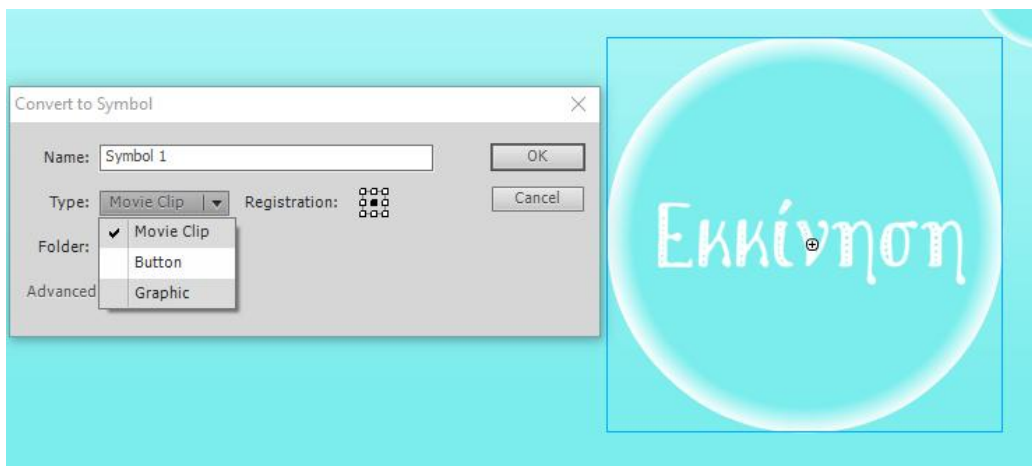 Convert to Symbol
Name: Symbol 1
OK
Type: Movie Clip
Registration:
Cancel
Movie Clip
Folder:
Button
Advanced
Graphic
Εκκίνηση